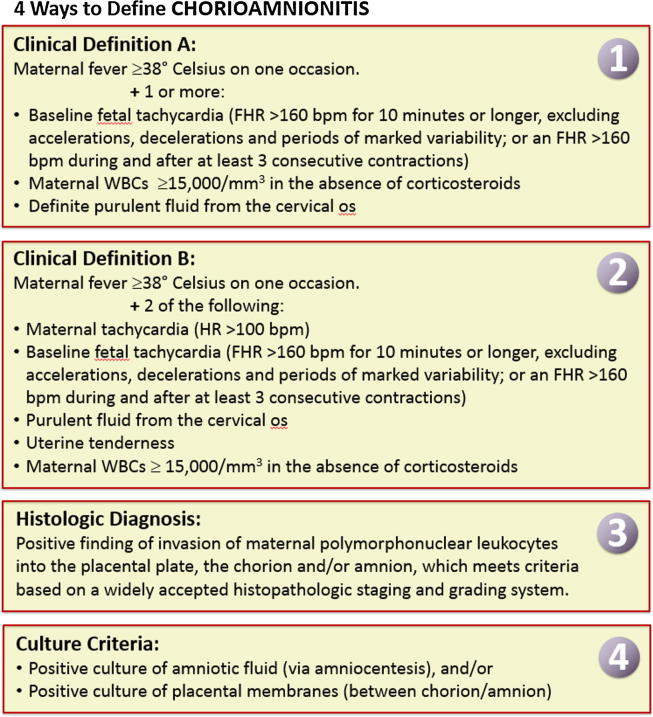 4 Ways to Define CHORIOAMNIONITIS
Clinical Definition A:
1
Maternal fever ≥38° Celsius on one occasion.
+ 1 or more:
• Baseline fetal tachycardia (FHR >160 bpm for 10 minutes or longer, excluding
accelerations, decelerations and periods of marked variability; or an FHR >160
bpm during and after at least 3 consecutive contractions)
• Maternal WBCs ≥15,000/mm³ in the absence of corticosteroids
• Definite purulent fluid from the cervical os
Clinical Definition B:
2
Maternal fever ≥38° Celsius on one occasion.
+ 2 of the following:
• Maternal tachycardia (HR >100 bpm)
• Baseline fetal tachycardia (FHR >160 bpm for 10 minutes or longer, excluding
accelerations, decelerations and periods of marked variability; or an FHR >160
bpm during and after at least 3 consecutive contractions)
• Purulent fluid from the cervical os
• Uterine tenderness
• Maternal WBCs ≥ 15,000/mm³ in the absence of corticosteroids
Histologic Diagnosis:
3
Positive finding of invasion of maternal polymorphonuclear leukocytes
into the placental plate, the chorion and/or amnion, which meets criteria
based on a widely accepted histopathologic staging and grading system.
Culture Criteria:
4
• Positive culture of amniotic fluid (via amniocentesis), and/or
• Positive culture of placental membranes (between chorion/amnion)